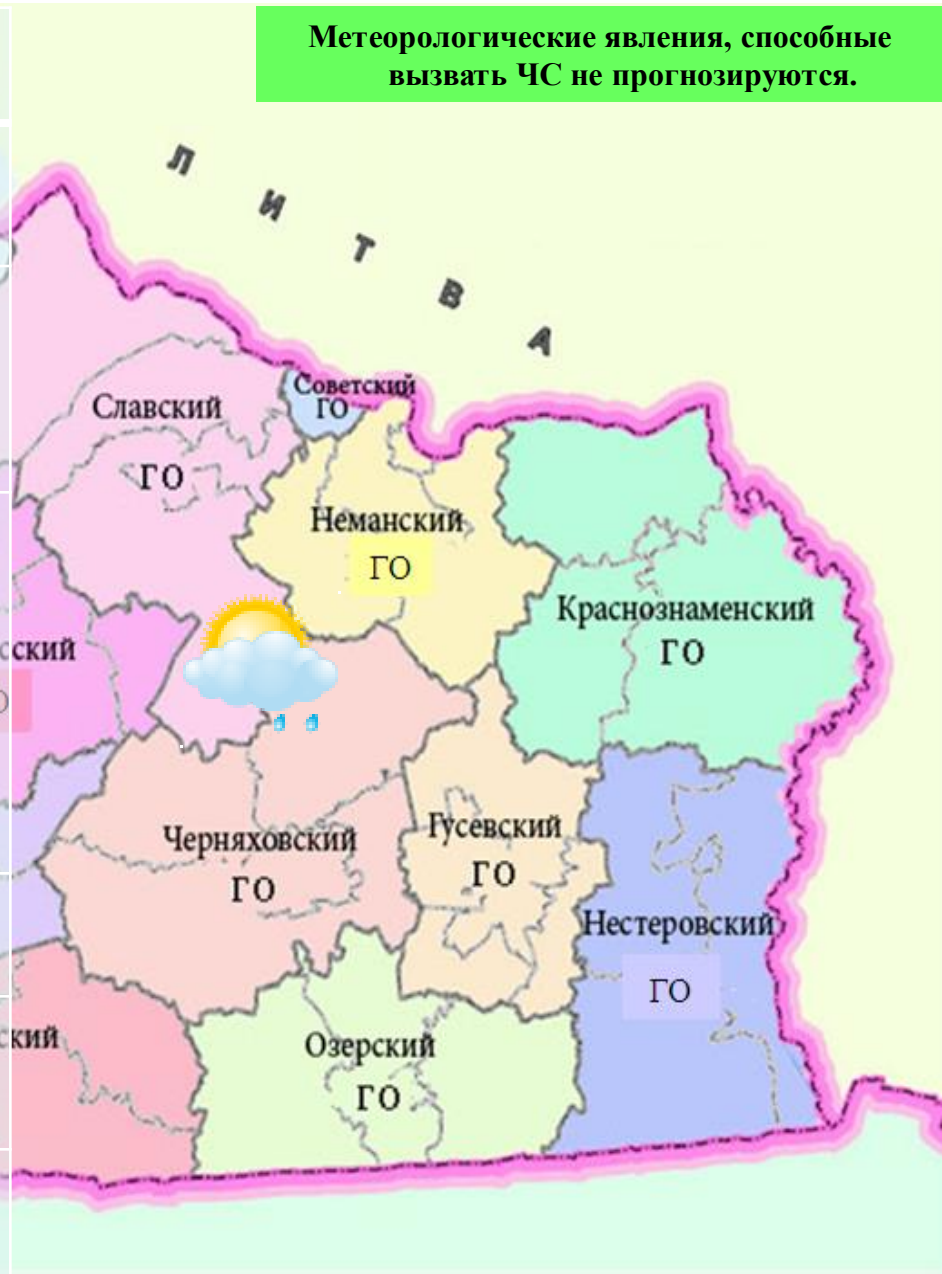 Метеорологические явления, способные
вызвать ЧС не прогнозируются.
Л И Т В А
Советский
ГО
Славский
ГО
Неманский
ГО
Краснознаменский
ГО
сский
Черняховский
ГО
Гусевский
ГО
Нестеровский
ГО
ский
Озерский
ГО